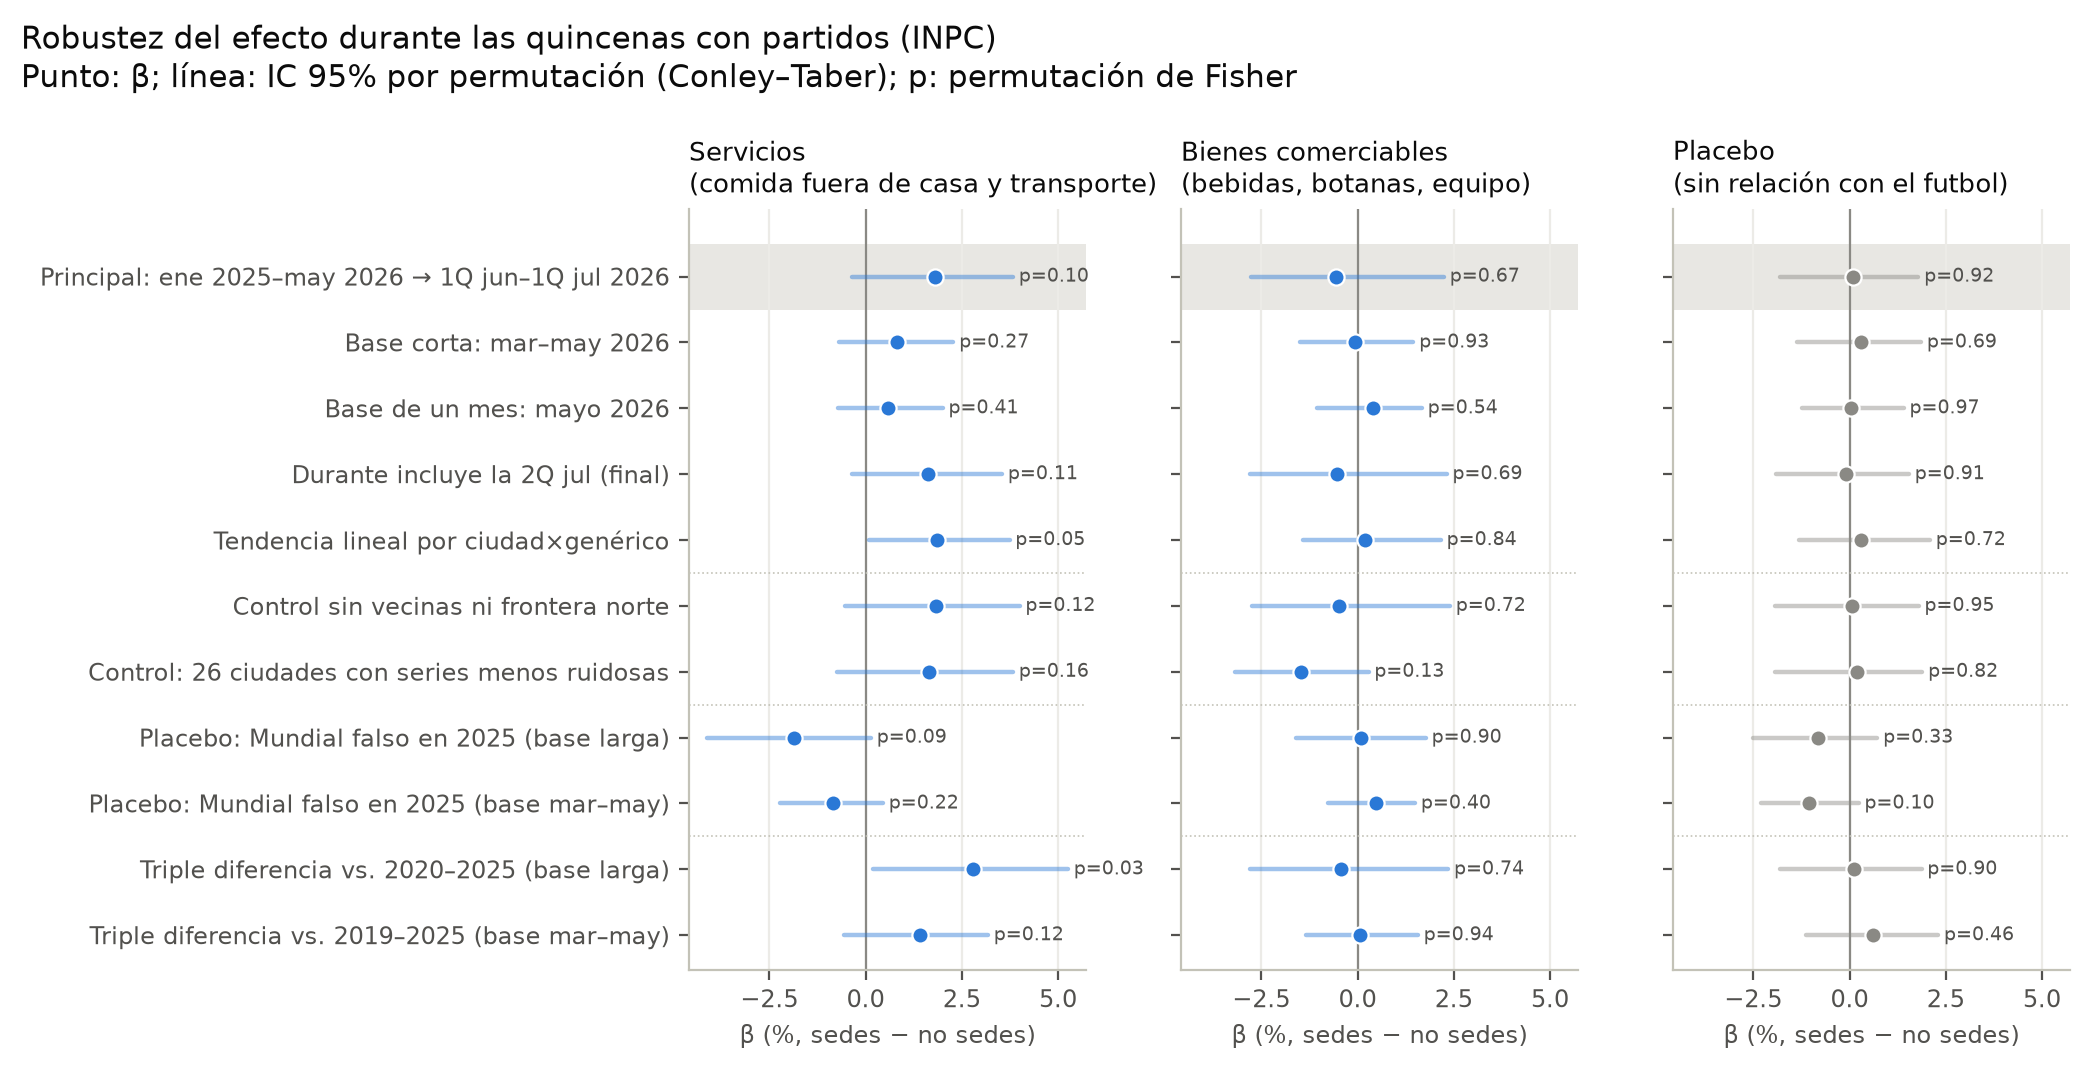 Robustez del efecto durante las quincenas con partidos (INPC)
Punto: β; línea: IC 95% por permutación (Conley–Taber); p: permutación de Fisher
Servicios
(comida fuera de casa y transporte)
Bienes comerciables
(bebidas, botanas, equipo)
Placebo
(sin relación con el futbol)
Principal: ene 2025–may 2026 → 1Q jun–1Q jul 2026 p=0.10 p=0.67 p=0.92
Base corta: mar–may 2026 p=0.27 p=0.93 p=0.69
Base de un mes: mayo 2026 p=0.41 p=0.54 p=0.97
Durante incluye la 2Q jul (final) p=0.11 p=0.69 p=0.91
Tendencia lineal por ciudad×genérico p=0.05 p=0.84 p=0.72
Control sin vecinas ni frontera norte p=0.12 p=0.72 p=0.95
Control: 26 ciudades con series menos ruidosas p=0.16 p=0.13 p=0.82
Placebo: Mundial falso en 2025 (base larga) p=0.09 p=0.90 p=0.33
Placebo: Mundial falso en 2025 (base mar–may) p=0.22 p=0.40 p=0.10
Triple diferencia vs. 2020–2025 (base larga) p=0.03 p=0.74 p=0.90
Triple diferencia vs. 2019–2025 (base mar–may) p=0.12 p=0.94 p=0.46
−2.5 0.0 2.5 5.0 −2.5 0.0 2.5 5.0 −2.5 0.0 2.5 5.0
β (%, sedes − no sedes) β (%, sedes − no sedes) β (%, sedes − no sedes)